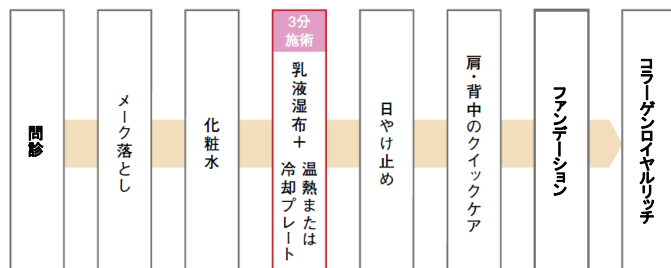 問診
メーク落とし
化粧水
3分
施術
乳液湿布＋
温熱または
冷却プレート
日やけ止め
肩・背中のクイックケア
ファンデーション
コラーゲンロイヤルリッチ